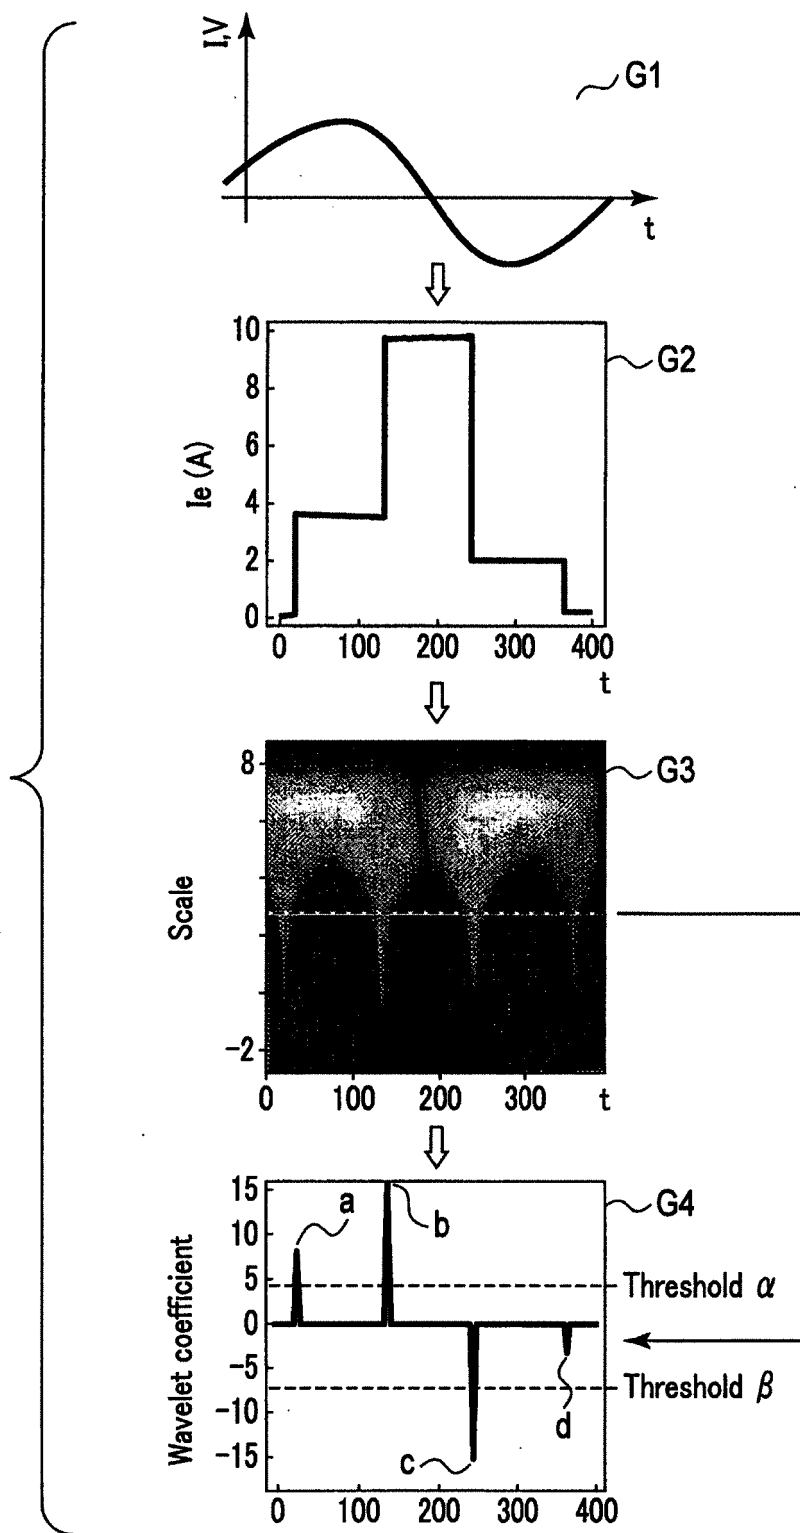 I,V
G1
t
10
8
6
4
2
0
Ie (A)
G2
0 100 200 300 400
t
8
Scale
-2
G3
0 100 200 300 t
15
10
5
0
-5
-10
-15
Wavelet coefficient
a
b
G4
Threshold α
Threshold β
c
d
0 100 200 300 400